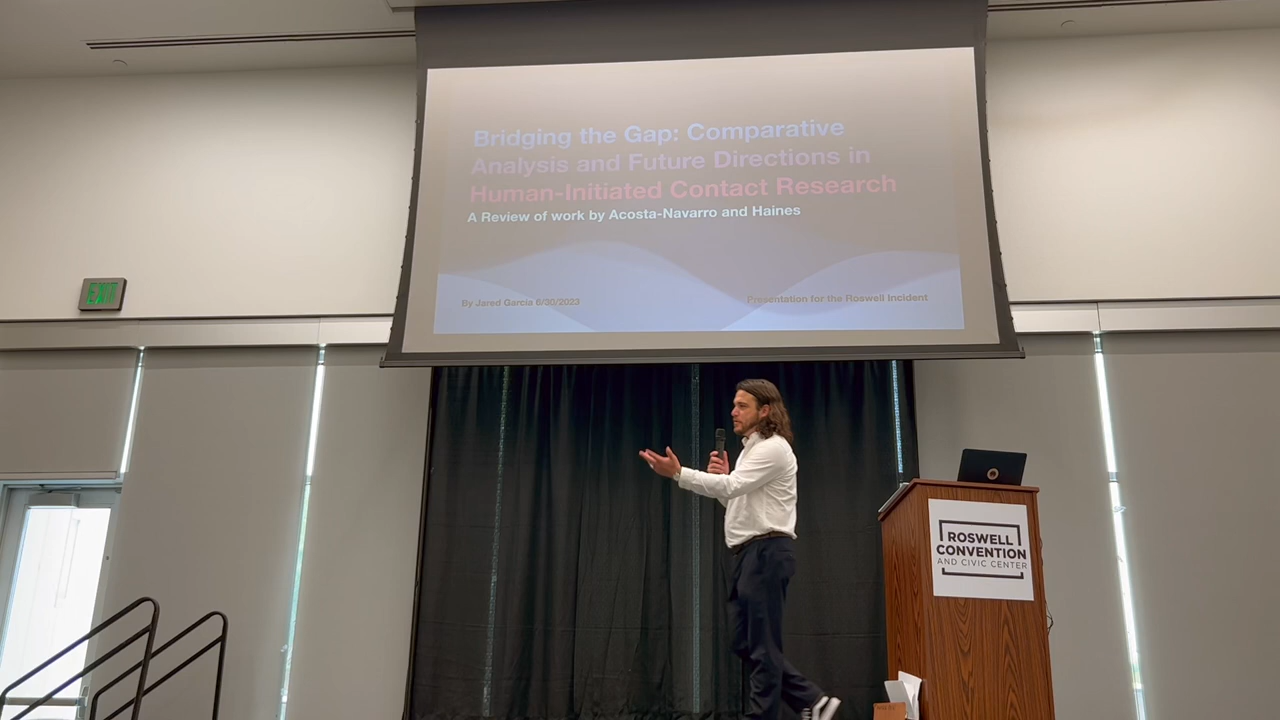 Bridging the Gap: Comparative
Analysis and Future Directions in
Human-Initiated Contact Research
A Review of work by Acosta-Navarro and Haines
By Jared Garcia 6/30/2023
Presentation for the Roswell Incident
EXIT
ROSWELL
CONVENTION
AND CIVIC CENTER